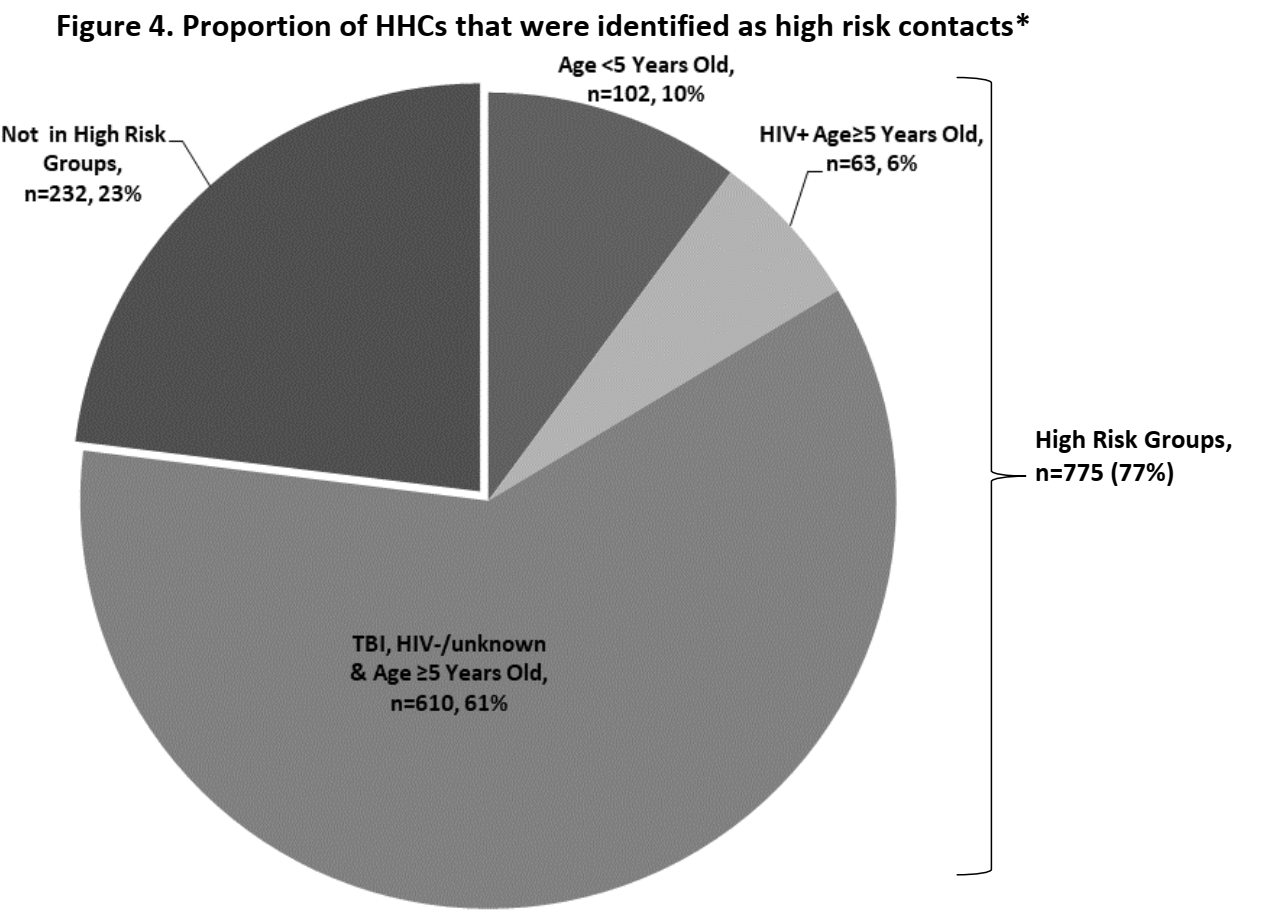 Figure 4. Proportion of HHCs that were identified as high risk contacts*
Age <5 Years Old,
n=102, 10%
HIV+ Age≥5 Years Old,
n=63, 6%
Not in High Risk
Groups,
n=232, 23%
High Risk Groups,
n=775 (77%)
TBI, HIV-/unknown
& Age ≥5 Years Old,
n=610, 61%